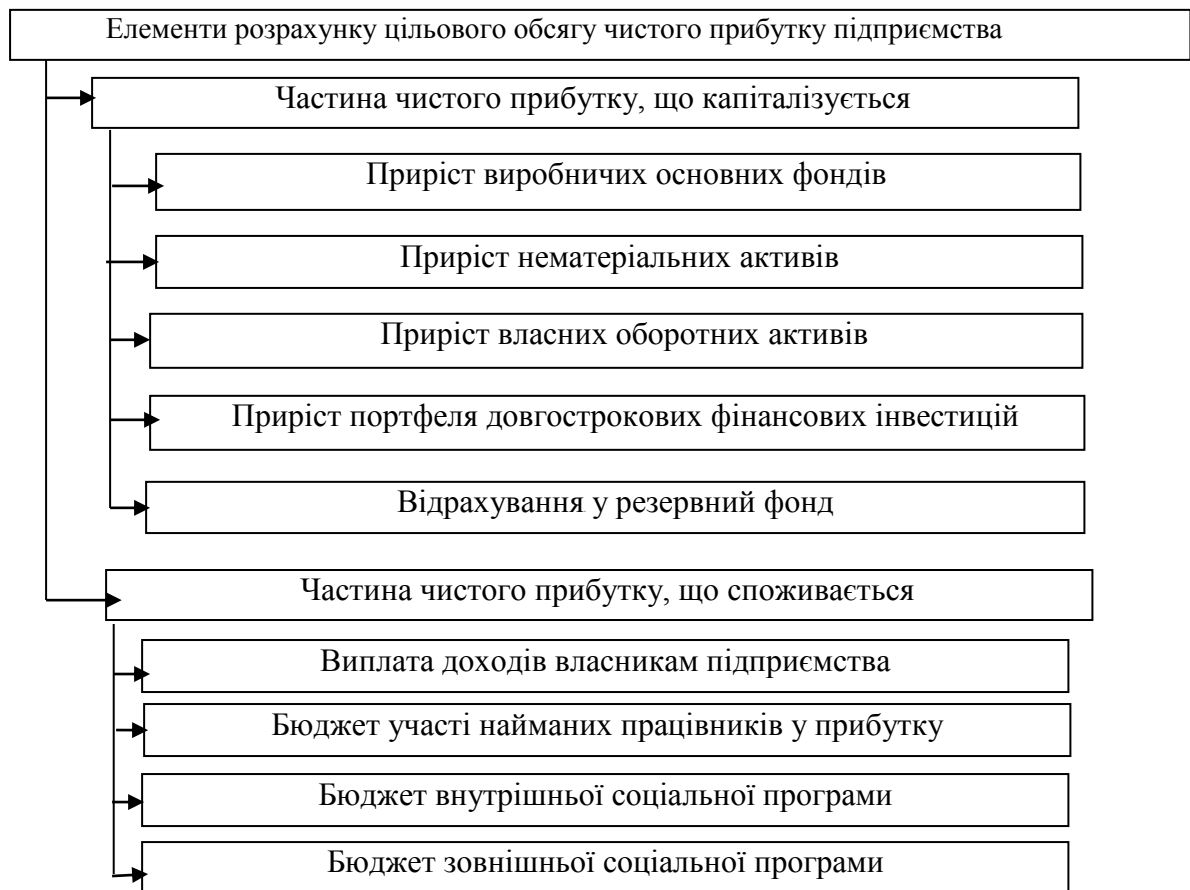 Елементи розрахунку цільового обсягу чистого прибутку підприємства
Частина чистого прибутку, що капіталізується
Приріст виробничих основних фондів
Приріст нематеріальних активів
Приріст власних оборотних активів
Приріст портфеля довгострокових фінансових інвестицій
Відрахування у резервний фонд
Частина чистого прибутку, що споживається
Виплата доходів власникам підприємства
Бюджет участі найманих працівників у прибутку
Бюджет внутрішньої соціальної програми
Бюджет зовнішньої соціальної програми